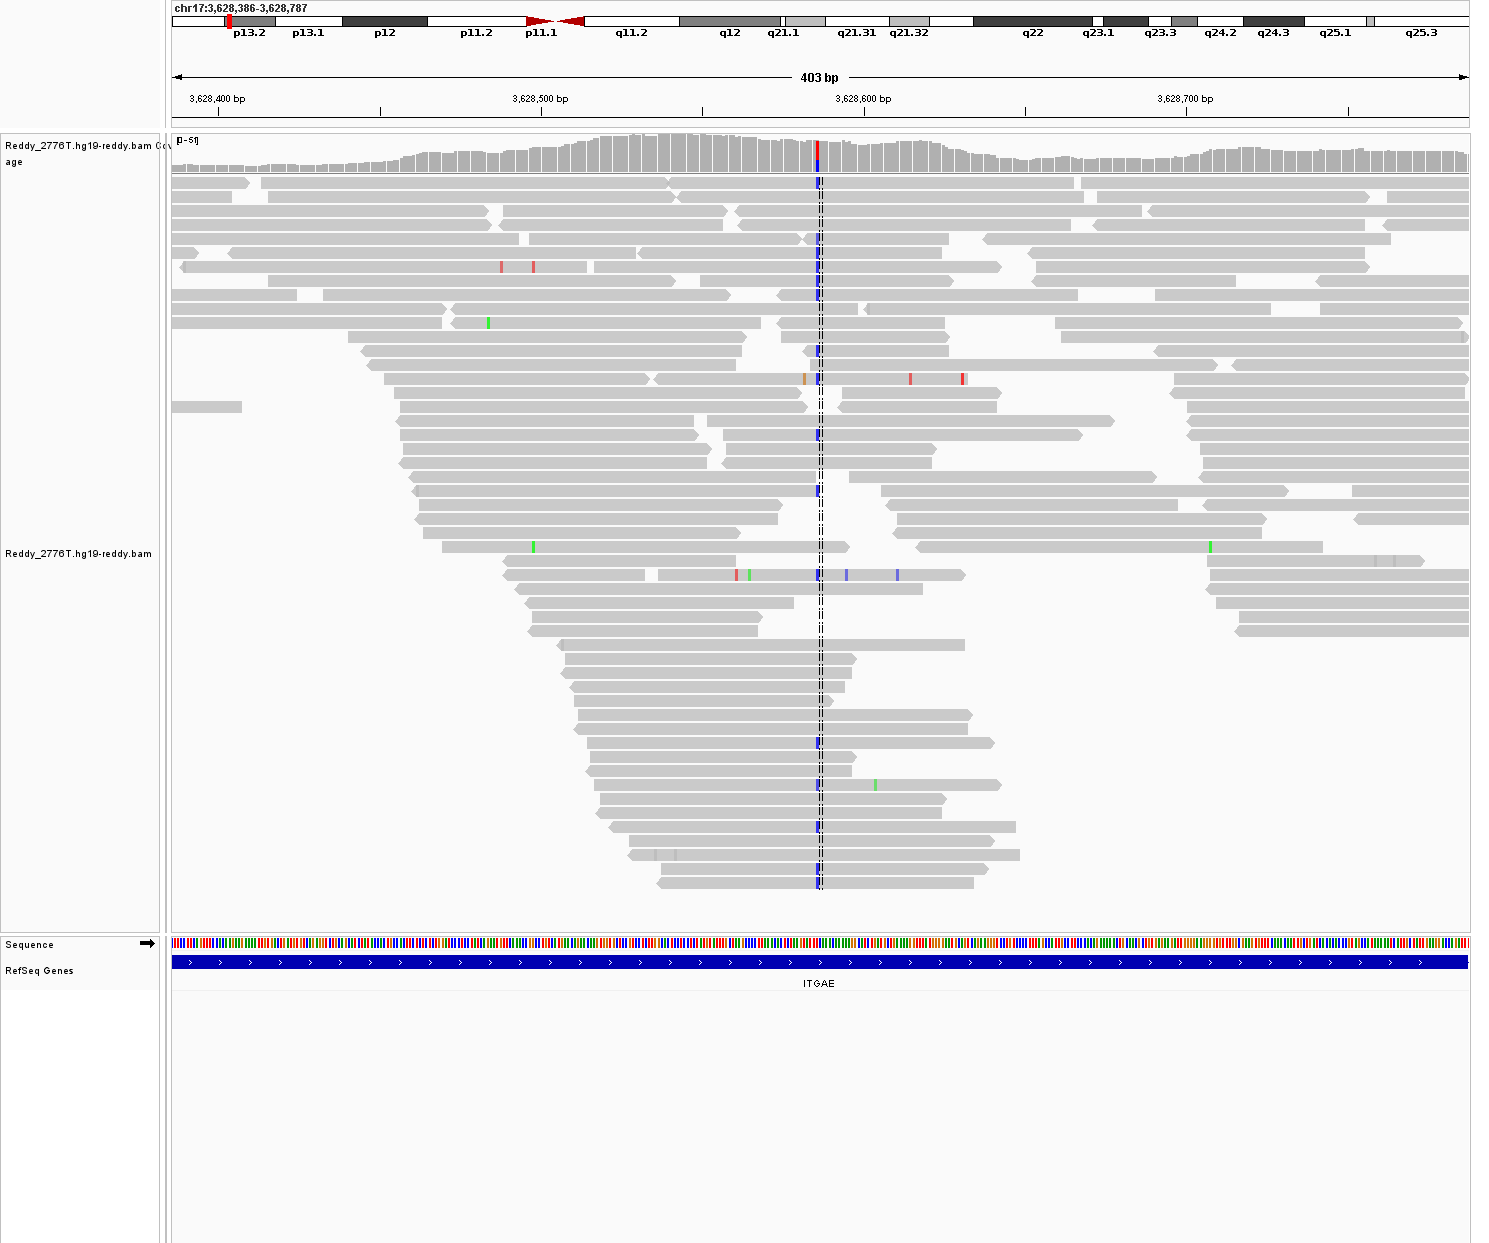 chr17:3,628,386-3,628,787
p13.2 p13.1 p12 p11.2 p11.1 q11.2 q12 q21.1 q21.31 q21.32 q22 q23.1 q23.3 q24.2 q24.3 q25.1 q25.3
403 bp
3,628,400 bp 3,628,500 bp 3,628,600 bp 3,628,700 bp
[0-51]
Reddy_2776T.hg19-reddy.bam Cov
age
Reddy_2776T.hg19-reddy.bam
Sequence
RefSeq Genes
ITGAE